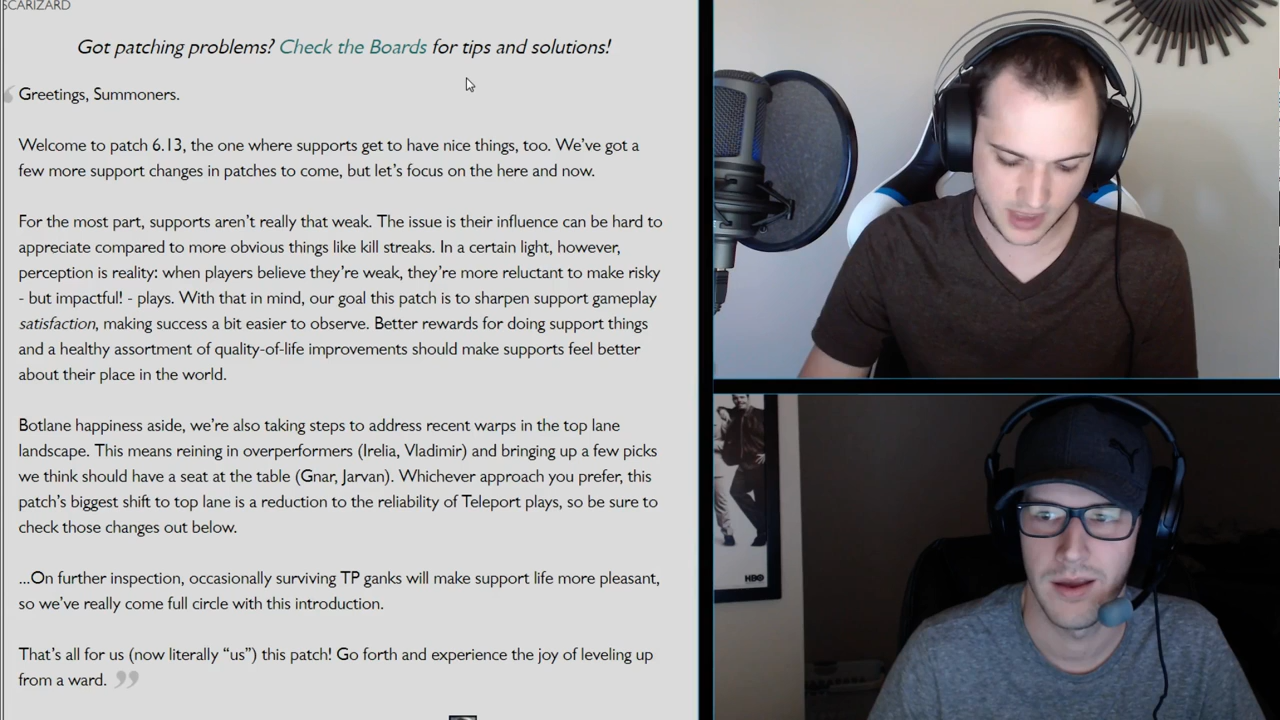 SCARIZARD
Got patching problems? Check the Boards for tips and solutions!
Greetings, Summoners.
Welcome to patch 6.13, the one where supports get to have nice things, too. We’ve got a
few more support changes in patches to come, but let’s focus on the here and now.
For the most part, supports aren’t really that weak. The issue is their influence can be hard to
appreciate compared to more obvious things like kill streaks. In a certain light, however,
perception is reality: when players believe they’re weak, they’re more reluctant to make risky
- but impactful! - plays. With that in mind, our goal this patch is to sharpen support gameplay
satisfaction, making success a bit easier to observe. Better rewards for doing support things
and a healthy assortment of quality-of-life improvements should make supports feel better
about their place in the world.
Botlane happiness aside, we’re also taking steps to address recent warps in the top lane
landscape. This means reining in overperformers (Irelia, Vladimir) and bringing up a few picks
we think should have a seat at the table (Gnar, Jarvan). Whichever approach you prefer, this
patch’s biggest shift to top lane is a reduction to the reliability of Teleport plays, so be sure to
check those changes out below.
...On further inspection, occasionally surviving TP ganks will make support life more pleasant,
so we’ve really come full circle with this introduction.
That’s all for us (now literally “us”) this patch! Go forth and experience the joy of leveling up
from a ward. ”
HBO